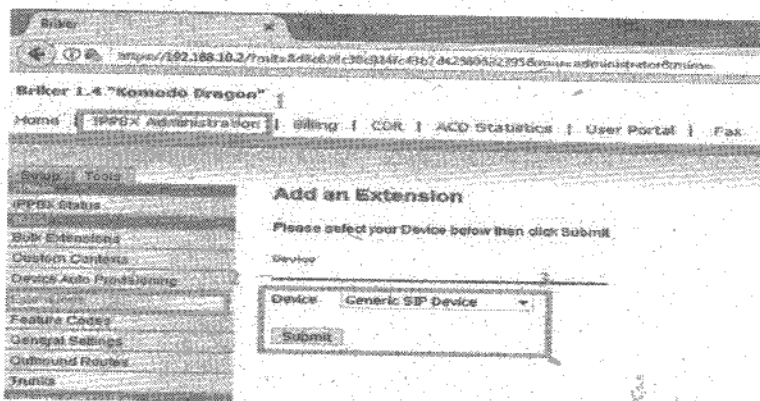 Briker
Briker 1.4 "Komodo Dragon"
Home | IPPBX Administration | Billing | CDR | ACD Statistics | User Portal | Fax
Setup Tools
IPPBX Status
Bulk Extensions
Custom Contexts
Device Auto Provisioning
Extensions
Feature Codes
General Settings
Outbound Routes
Trunks
Add an Extension
Please select your Device below then click Submit
Device
Device Generic SIP Device
Submit